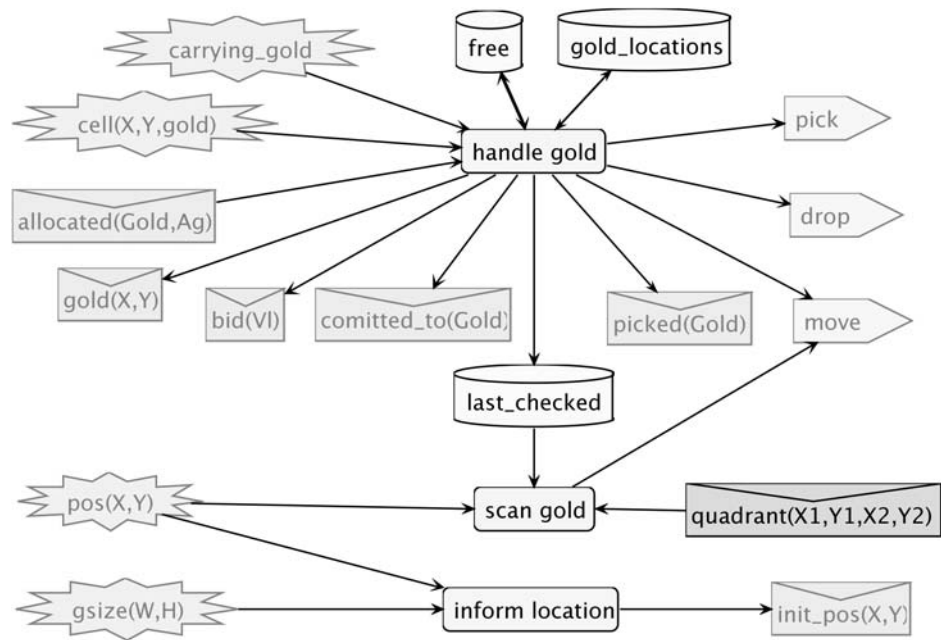 free
gold_locations
carrying_gold
cell(X,Y,gold)
pick
handle gold
allocated(Gold,Ag)
drop
gold(X,Y)
bid(Vl)
comitted_to(Gold)
picked(Gold)
move
last_checked
pos(X,Y)
scan gold
quadrant(X1,Y1,X2,Y2)
gsize(W,H)
inform location
init_pos(X,Y)